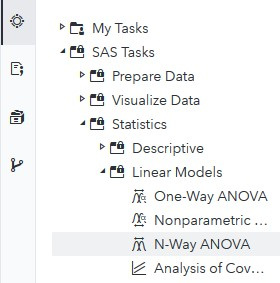 My Tasks
SAS Tasks
Prepare Data
Visualize Data
Statistics
Descriptive
Linear Models
One-Way ANOVA
Nonparametric ...
N-Way ANOVA
Analysis of Cov...